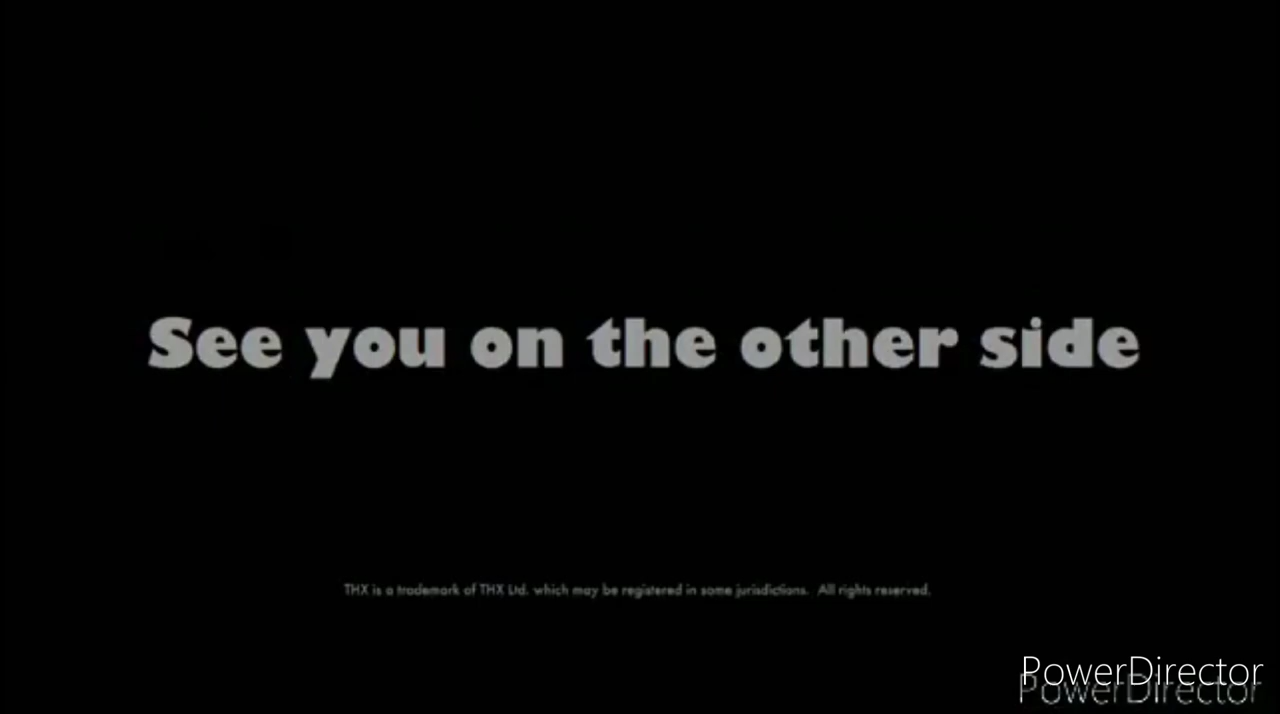 See you on the other side
THX is a trademark of THX Ltd. which may be registered in some jurisdictions. All rights reserved.
PowerDirector
PowerDirector